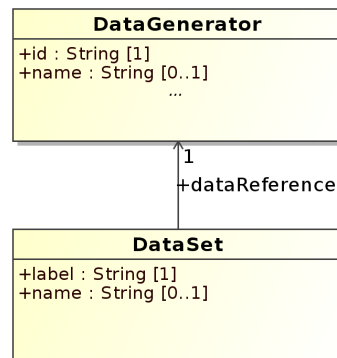 DataGenerator
+id : String [1]
+name : String [0..1]
...
1
+dataReference
DataSet
+label : String [1]
+name : String [0..1]